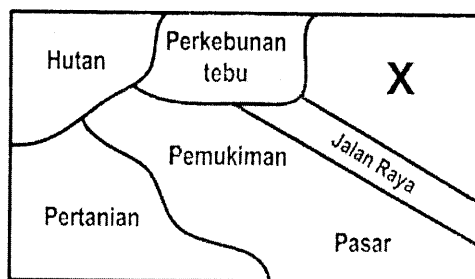 Hutan
Perkebunan
tebu
X
Jalan Raya
Pemukiman
Pertanian
Pasar